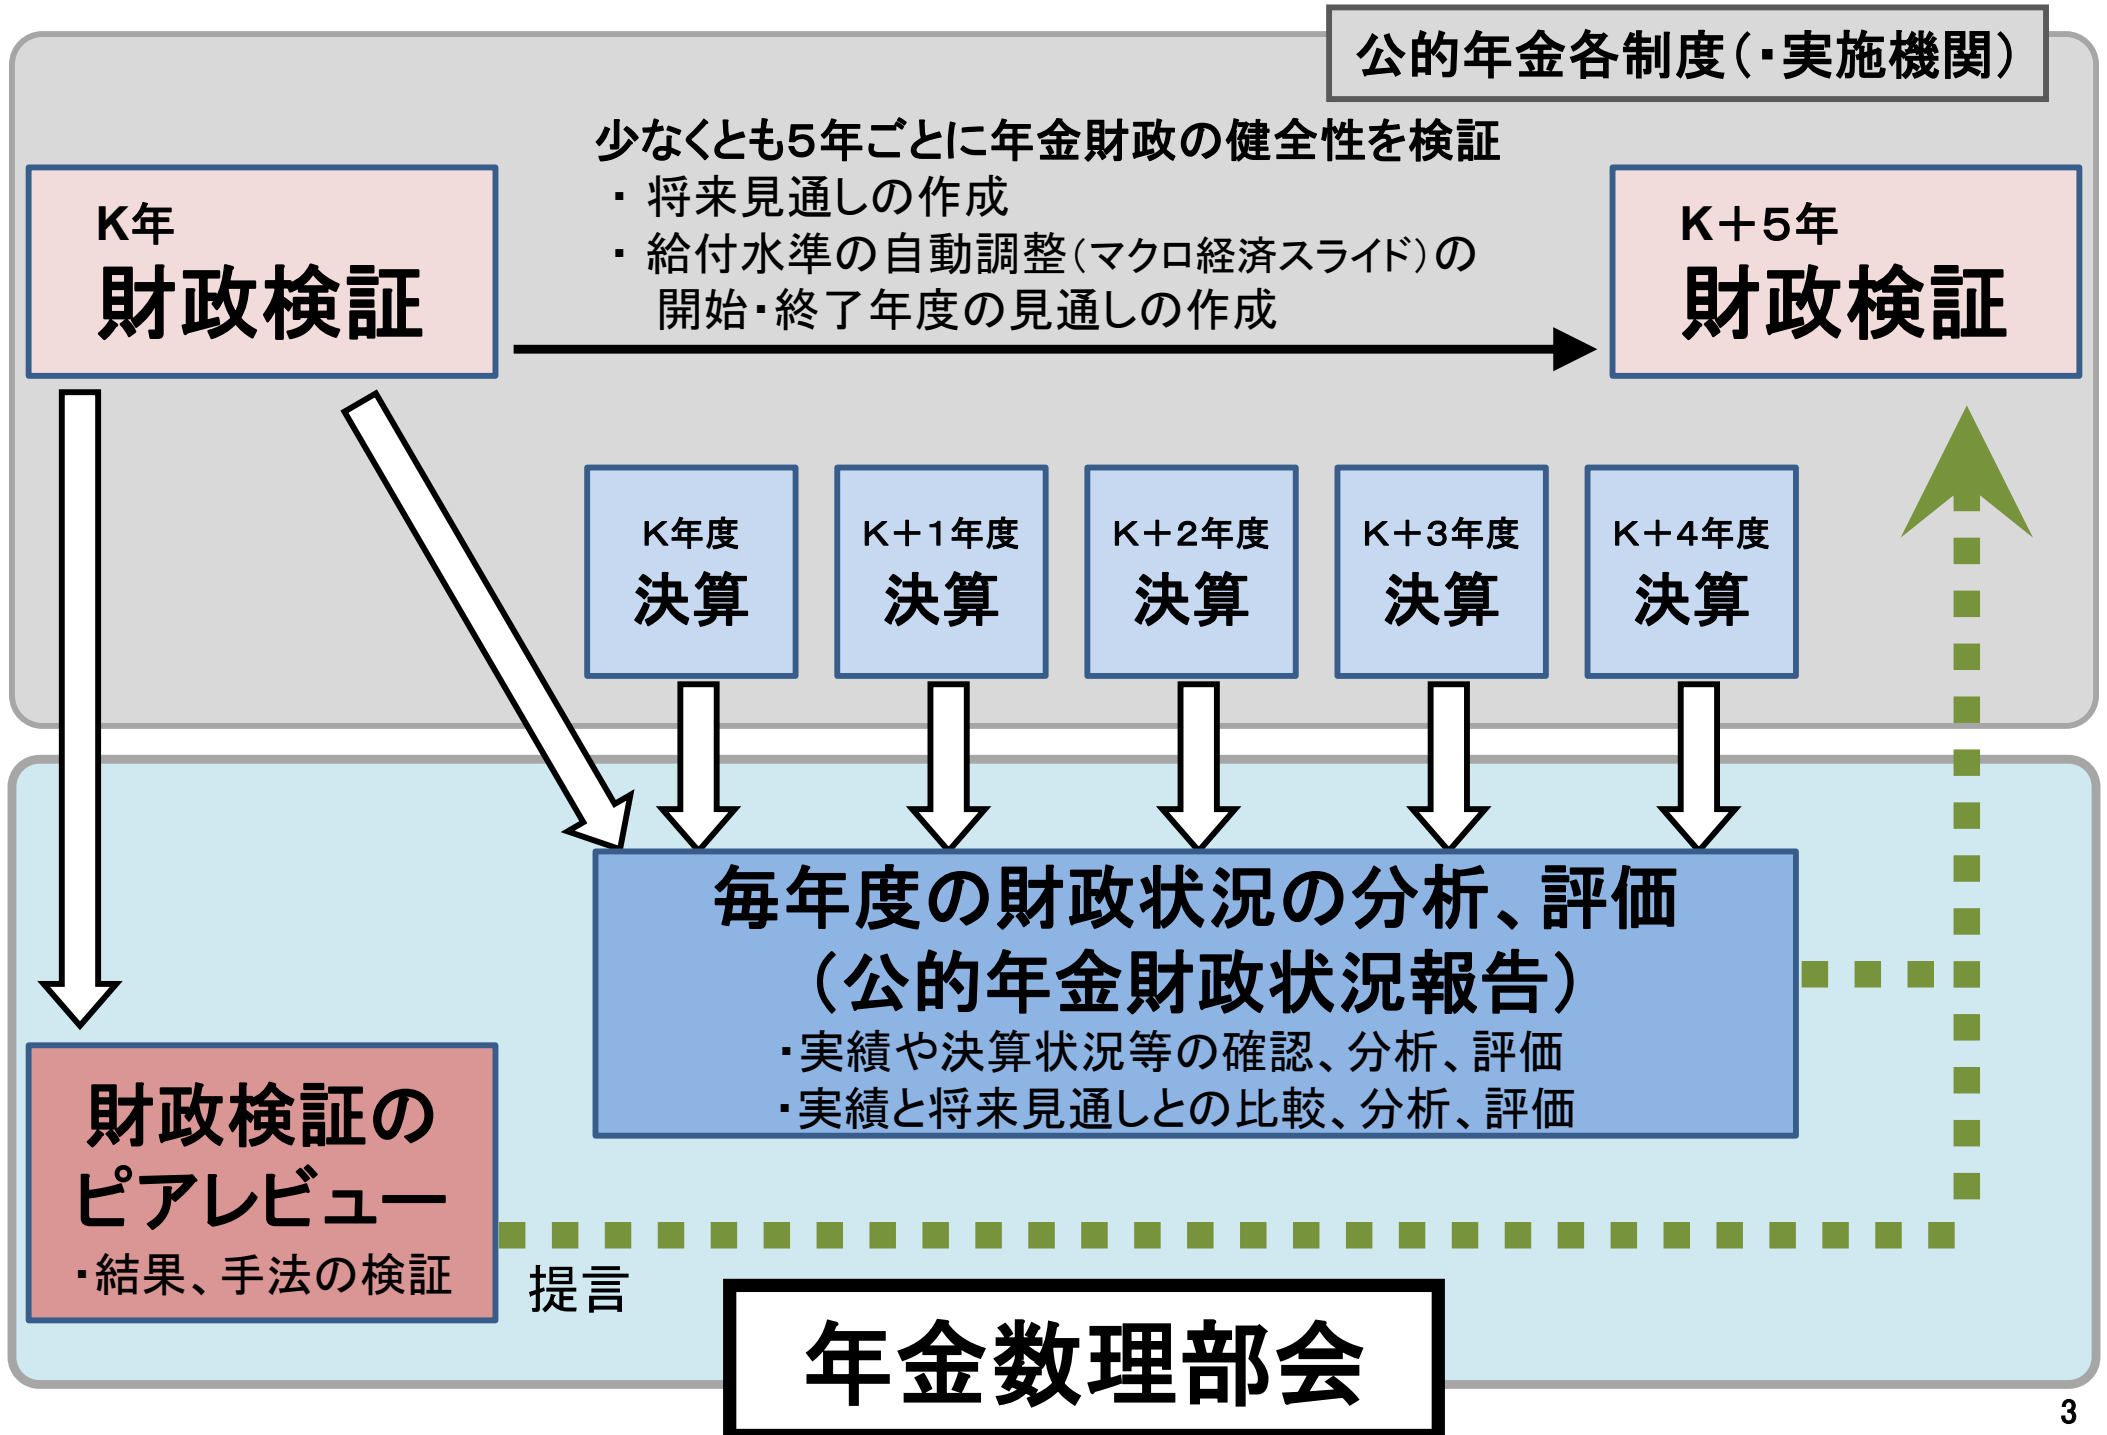 公的年金各制度(・実施機関)
少なくとも5年ごとに年金財政の健全性を検証
・ 将来見通しの作成
・ 給付水準の自動調整(マクロ経済スライド)の
開始・終了年度の見通しの作成
K年
財政検証
K+5年
財政検証
K年度
決算
K+1年度
決算
K+2年度
決算
K+3年度
決算
K+4年度
決算
毎年度の財政状況の分析、評価
(公的年金財政状況報告)
・実績や決算状況等の確認、分析、評価
・実績と将来見通しとの比較、分析、評価
財政検証の
ピアレビュー
・結果、手法の検証
提言
年金数理部会
3